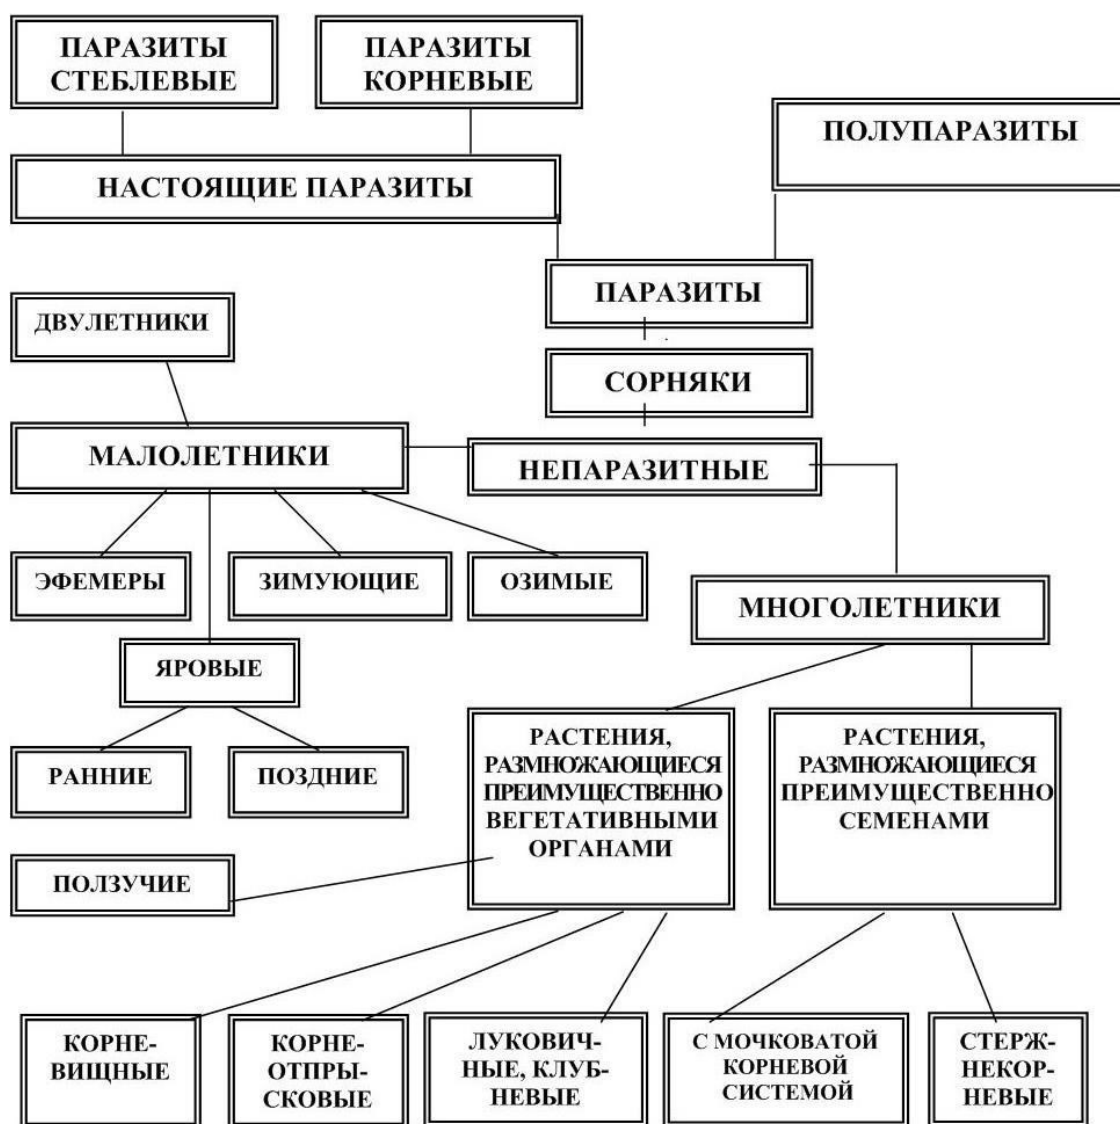 ПАРАЗИТЫ
СТЕБЛЕВЫЕ
ПАРАЗИТЫ
КОРНЕВЫЕ
ПОЛУПАРАЗИТЫ
НАСТОЯЩИЕ ПАРАЗИТЫ
ПАРАЗИТЫ
ДВУЛЕТНИКИ
СОРНЯКИ
МАЛОЛЕТНИКИ
НЕПАРАЗИТНЫЕ
ЭФЕМЕРЫ
ЗИМУЮЩИЕ
ОЗИМЫЕ
МНОГОЛЕТНИКИ
ЯРОВЫЕ
РАННИЕ
ПОЗДНИЕ
РАСТЕНИЯ,
РАЗМНОЖАЮЩИЕСЯ
ПРЕИМУЩЕСТВЕННО
ВЕГЕТАТИВНЫМИ
ОРГАНАМИ
РАСТЕНИЯ,
РАЗМНОЖАЮЩИЕСЯ
ПРЕИМУЩЕСТВЕННО
СЕМЕНАМИ
ПОЛЗУЧИЕ
КОРНЕ-
ВИЩНЫЕ
КОРНЕ-
ОТПРЫ-
СКОВЫЕ
ЛУКОВИЧ-
НЫЕ, КЛУБ-
НЕВЫЕ
С МОЧКОВАТОЙ
КОРНЕВОЙ
СИСТЕМОЙ
СТЕРЖ-
НЕКОР-
НЕВЫЕ